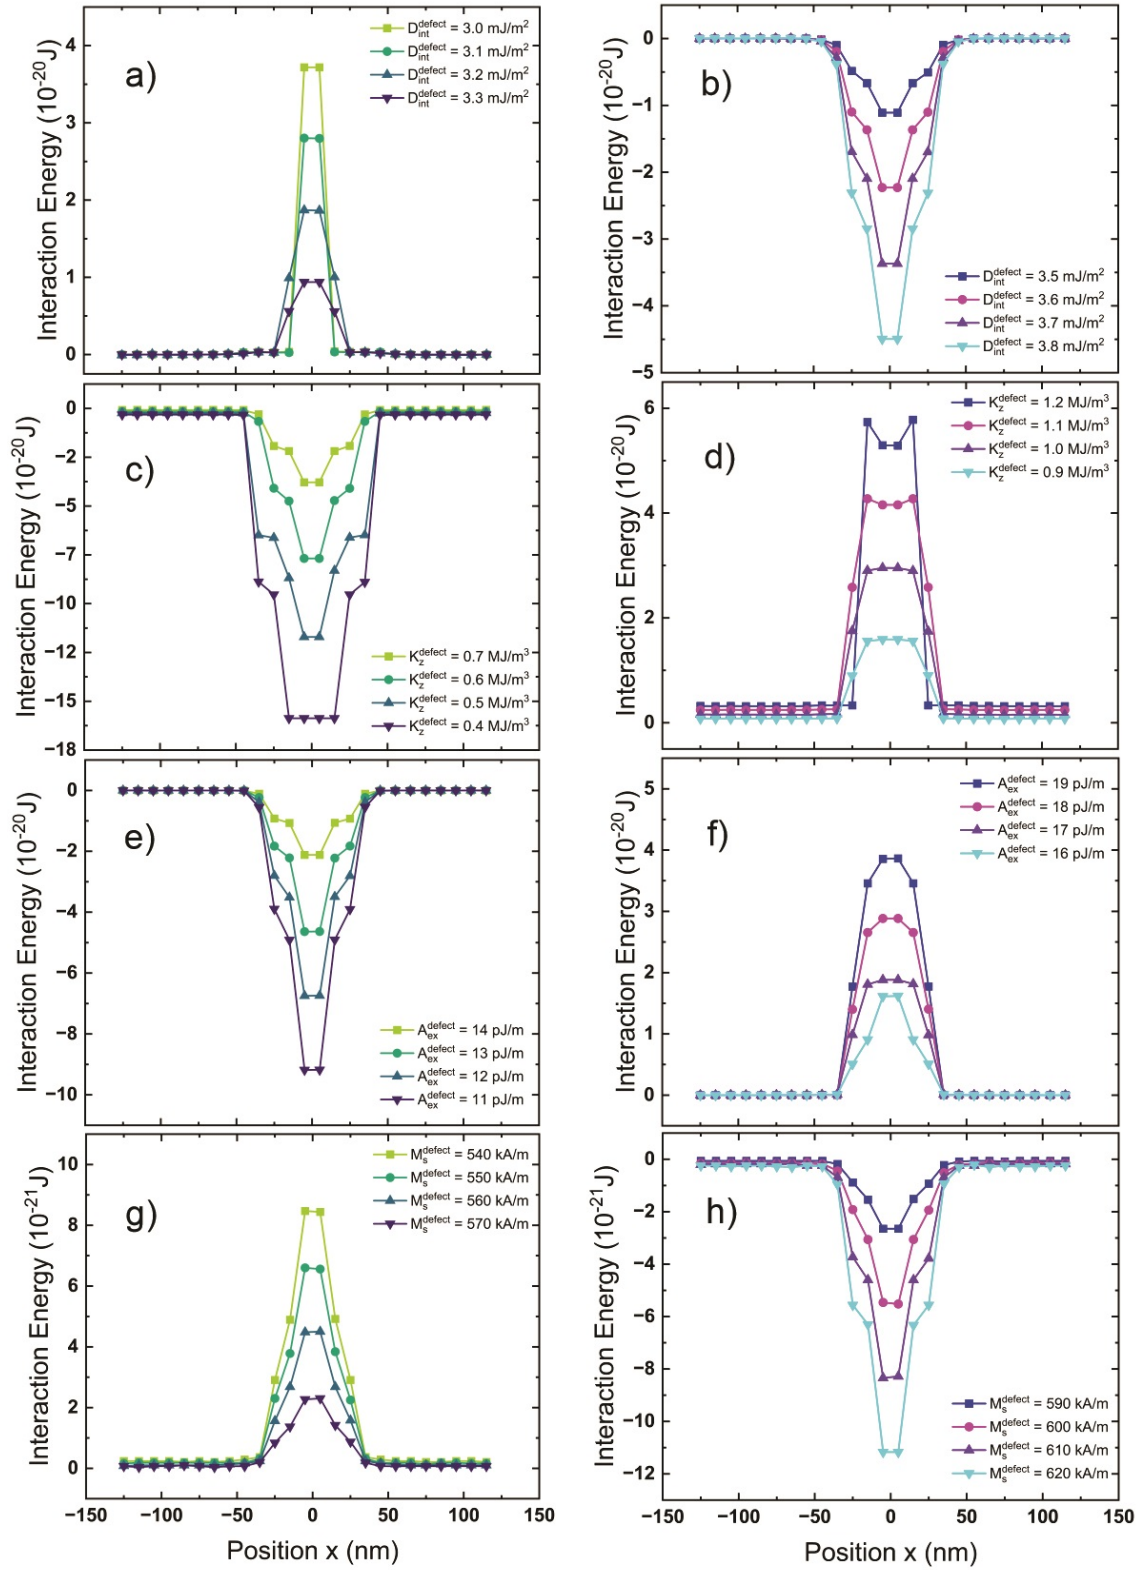 a)
D_int^defect = 3.0 mJ/m²
D_int^defect = 3.1 mJ/m²
D_int^defect = 3.2 mJ/m²
D_int^defect = 3.3 mJ/m²
4
3
2
1
0
Interaction Energy (10⁻²⁰J)
b)
0
−1
−2
−3
−4
−5
Interaction Energy (10⁻²⁰J)
D_int^defect = 3.5 mJ/m²
D_int^defect = 3.6 mJ/m²
D_int^defect = 3.7 mJ/m²
D_int^defect = 3.8 mJ/m²
c)
0
−2
−5
−7
−10
−12
−15
−18
Interaction Energy (10⁻²⁰J)
K_z^defect = 0.7 MJ/m³
K_z^defect = 0.6 MJ/m³
K_z^defect = 0.5 MJ/m³
K_z^defect = 0.4 MJ/m³
d)
K_z^defect = 1.2 MJ/m³
K_z^defect = 1.1 MJ/m³
K_z^defect = 1.0 MJ/m³
K_z^defect = 0.9 MJ/m³
6
4
2
0
Interaction Energy (10⁻²⁰J)
e)
0
−2
−4
−6
−8
−10
Interaction Energy (10⁻²⁰J)
A_ex^defect = 14 pJ/m
A_ex^defect = 13 pJ/m
A_ex^defect = 12 pJ/m
A_ex^defect = 11 pJ/m
f)
A_ex^defect = 19 pJ/m
A_ex^defect = 18 pJ/m
A_ex^defect = 17 pJ/m
A_ex^defect = 16 pJ/m
5
4
3
2
1
0
Interaction Energy (10⁻²⁰J)
g)
M_s^defect = 540 kA/m
M_s^defect = 550 kA/m
M_s^defect = 560 kA/m
M_s^defect = 570 kA/m
10
8
6
4
2
0
Interaction Energy (10⁻²¹J)
−150 −100 −50 0 50 100 150
Position x (nm)
h)
0
−2
−4
−6
−8
−10
−12
Interaction Energy (10⁻²¹J)
M_s^defect = 590 kA/m
M_s^defect = 600 kA/m
M_s^defect = 610 kA/m
M_s^defect = 620 kA/m
−150 −100 −50 0 50 100 150
Position x (nm)